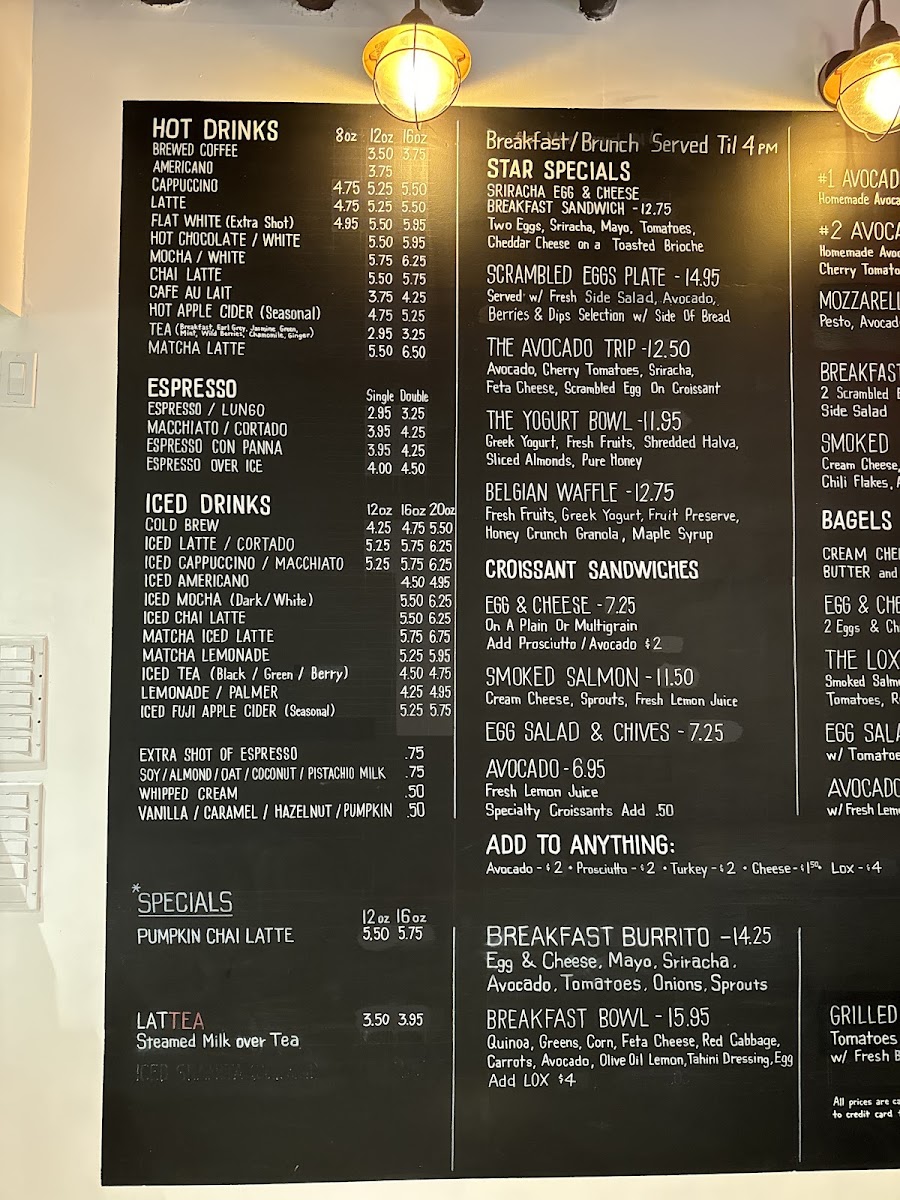 HOT DRINKS 8oz 12oz 16oz
BREWED COFFEE 3.50 3.75
AMERICANO 3.75
CAPPUCCINO 4.75 5.25 5.50
LATTE 4.75 5.25 5.50
FLAT WHITE (Extra Shot) 4.95 5.50 5.95
HOT CHOCOLATE / WHITE 5.50 5.95
MOCHA / WHITE 5.75 6.25
CHAI LATTE 5.50 5.75
CAFE AU LAIT 3.75 4.25
HOT APPLE CIDER (Seasonal) 4.75 5.25
TEA (Breakfast, Earl Grey, Jasmine Green, Mint, Wild Berries, Chamomile, Ginger) 2.95 3.25
MATCHA LATTE 5.50 6.50
ESPRESSO Single Double
ESPRESSO / LUNGO 2.95 3.25
MACCHIATO / CORTADO 3.95 4.25
ESPRESSO CON PANNA 3.95 4.25
ESPRESSO OVER ICE 4.00 4.50
ICED DRINKS 12oz 16oz 20oz
COLD BREW 4.25 4.75 5.50
ICED LATTE / CORTADO 5.25 5.75 6.25
ICED CAPPUCCINO / MACCHIATO 5.25 5.75 6.25
ICED AMERICANO 4.50 4.95
ICED MOCHA (Dark/White) 5.50 6.25
ICED CHAI LATTE 5.50 6.25
MATCHA ICED LATTE 5.75 6.75
MATCHA LEMONADE 5.25 5.95
ICED TEA (Black / Green / Berry) 4.50 4.75
LEMONADE / PALMER 4.25 4.95
ICED FUJI APPLE CIDER (Seasonal) 5.25 5.75
EXTRA SHOT OF ESPRESSO .75
SOY/ALMOND/OAT/COCONUT/PISTACHIO MILK .75
WHIPPED CREAM .50
VANILLA / CARAMEL / HAZELNUT / PUMPKIN .50
*SPECIALS
12oz 16oz
PUMPKIN CHAI LATTE 5.50 5.75
LATTEA 3.50 3.95
Steamed Milk over Tea
Breakfast/Brunch Served Til 4PM
STAR SPECIALS
SRIRACHA EGG & CHEESE
BREAKFAST SANDWICH - 12.75
Two Eggs, Sriracha, Mayo, Tomatoes,
Cheddar Cheese on a Toasted Brioche
SCRAMBLED EGGS PLATE - 14.95
Served w/ Fresh Side Salad, Avocado,
Berries & Dips Selection w/ Side Of Bread
THE AVOCADO TRIP - 12.50
Avocado, Cherry Tomatoes, Sriracha,
Feta Cheese, Scrambled Egg On Croissant
THE YOGURT BOWL - 11.95
Greek Yogurt, Fresh Fruits, Shredded Halva,
Sliced Almonds, Pure Honey
BELGIAN WAFFLE - 12.75
Fresh Fruits, Greek Yogurt, Fruit Preserve,
Honey Crunch Granola, Maple Syrup
CROISSANT SANDWICHES
EGG & CHEESE - 7.25
On A Plain Or Multigrain
Add Prosciutto / Avocado $2
SMOKED SALMON - 11.50
Cream Cheese, Sprouts, Fresh Lemon Juice
EGG SALAD & CHIVES - 7.25
AVOCADO - 6.95
Fresh Lemon Juice
Specialty Croissants Add .50
ADD TO ANYTHING:
Avocado - $2 • Prosciutto - $2 • Turkey - $2 • Cheese - $1.50 • Lox - $4
BREAKFAST BURRITO - 14.25
Egg & Cheese, Mayo, Sriracha,
Avocado, Tomatoes, Onions, Sprouts
BREAKFAST BOWL - 15.95
Quinoa, Greens, Corn, Feta Cheese, Red Cabbage,
Carrots, Avocado, Olive Oil Lemon, Tahini Dressing, Egg
Add LOX $4
#1 AVOCAD
Homemade Avoca
#2 AVOCA
Homemade Avoc
Cherry Tomato
MOZZARELL
Pesto, Avocad
BREAKFAST
2 Scrambled E
Side Salad
SMOKED
Cream Cheese,
Chili Flakes, A
BAGELS
CREAM CHE
BUTTER and
EGG & CHE
2 Eggs & Ch
THE LOX
Smoked Salm
Tomatoes, R
EGG SALA
w/ Tomatoe
AVOCADO
w/ Fresh Lem
GRILLED
Tomatoes
w/ Fresh B
All prices are ca
to credit card